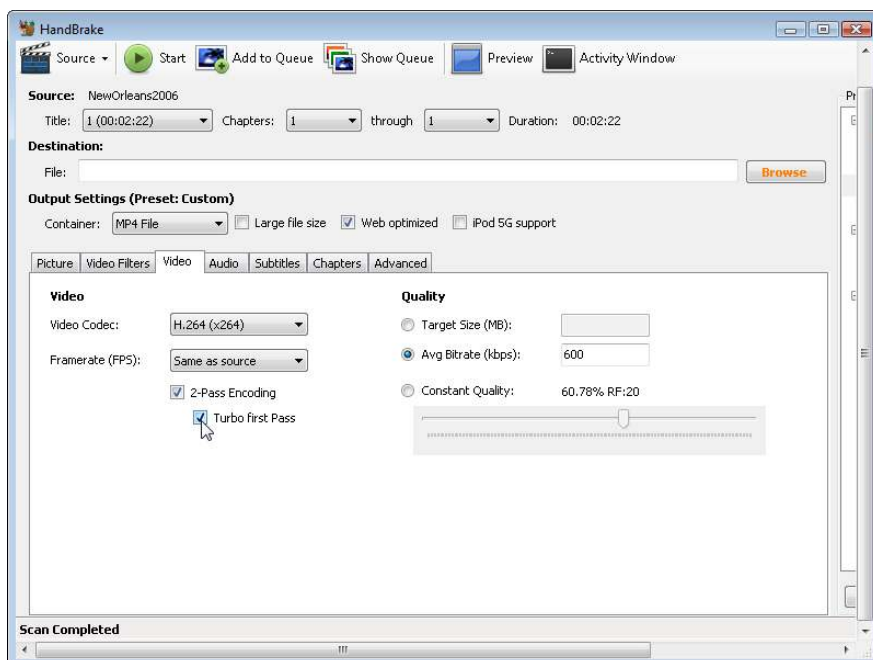 HandBrake
Source Start Add to Queue Show Queue Preview Activity Window
Source: NewOrleans2006
Title: 1 (00:02:22) Chapters: 1 through 1 Duration: 00:02:22
Destination:
File: Browse
Output Settings (Preset: Custom)
Container: MP4 File Large file size Web optimized iPod 5G support
Picture Video Filters Video Audio Subtitles Chapters Advanced
Video Quality
Video Codec: H.264 (x264) Target Size (MB):
Framerate (FPS): Same as source Avg Bitrate (kbps): 600
2-Pass Encoding Constant Quality: 60.78% RF:20
Turbo first Pass
Scan Completed